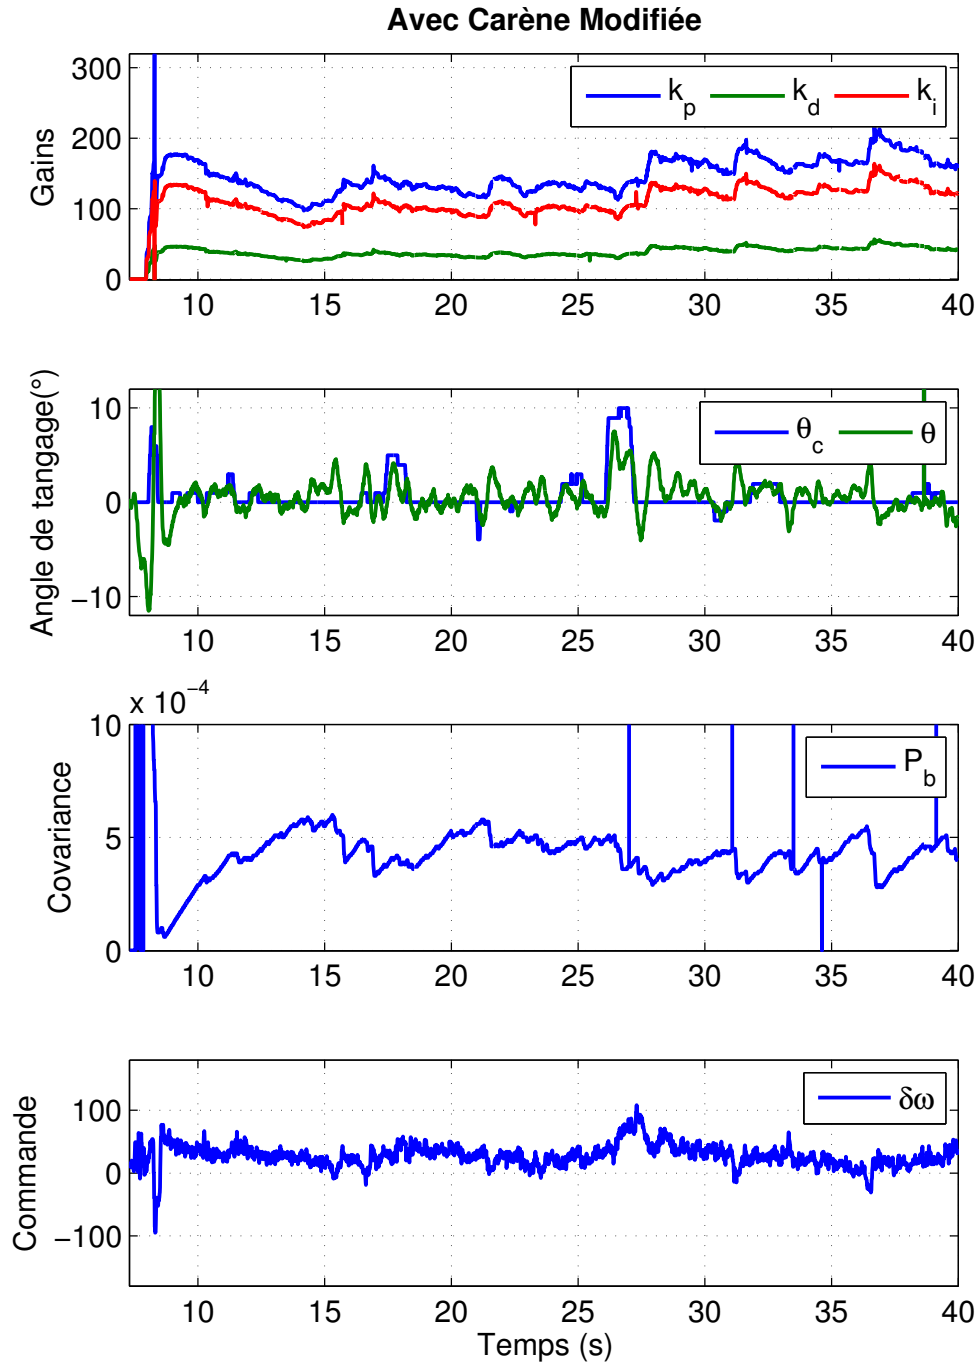 Avec Carène Modifiée
300
200
100
0
Gains
k_p k_d k_i
10 15 20 25 30 35 40
10
0
−10
Angle de tangage(°)
θ_c θ
10 15 20 25 30 35 40
x 10^−4
10
5
0
Covariance
P_b
10 15 20 25 30 35 40
100
0
−100
Commande
δω
10 15 20 25 30 35 40
Temps (s)